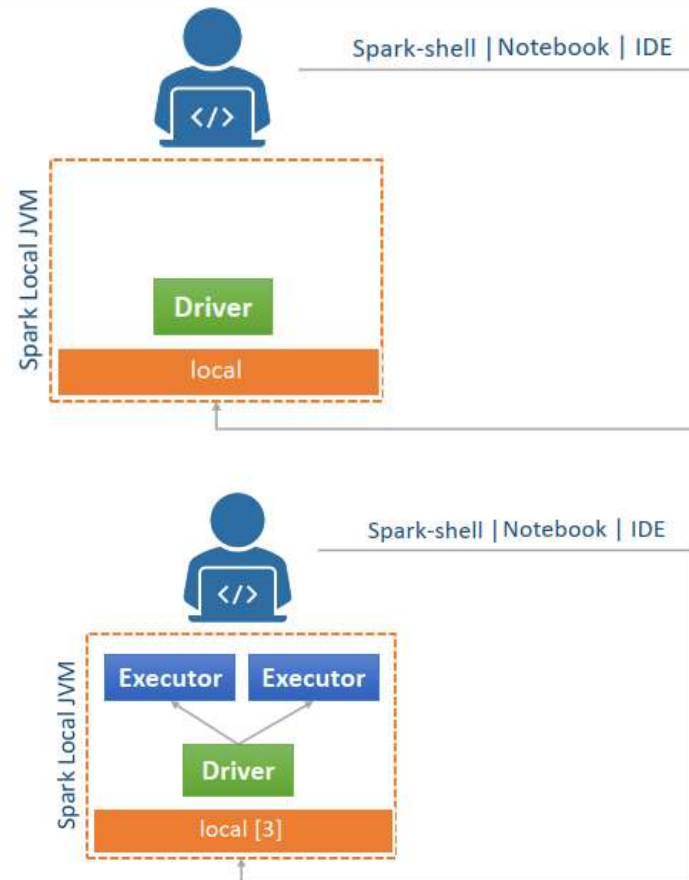 Spark-shell | Notebook | IDE
</>
Spark Local JVM
Driver
local
Spark-shell | Notebook | IDE
</>
Spark Local JVM
Executor Executor
Driver
local [3]